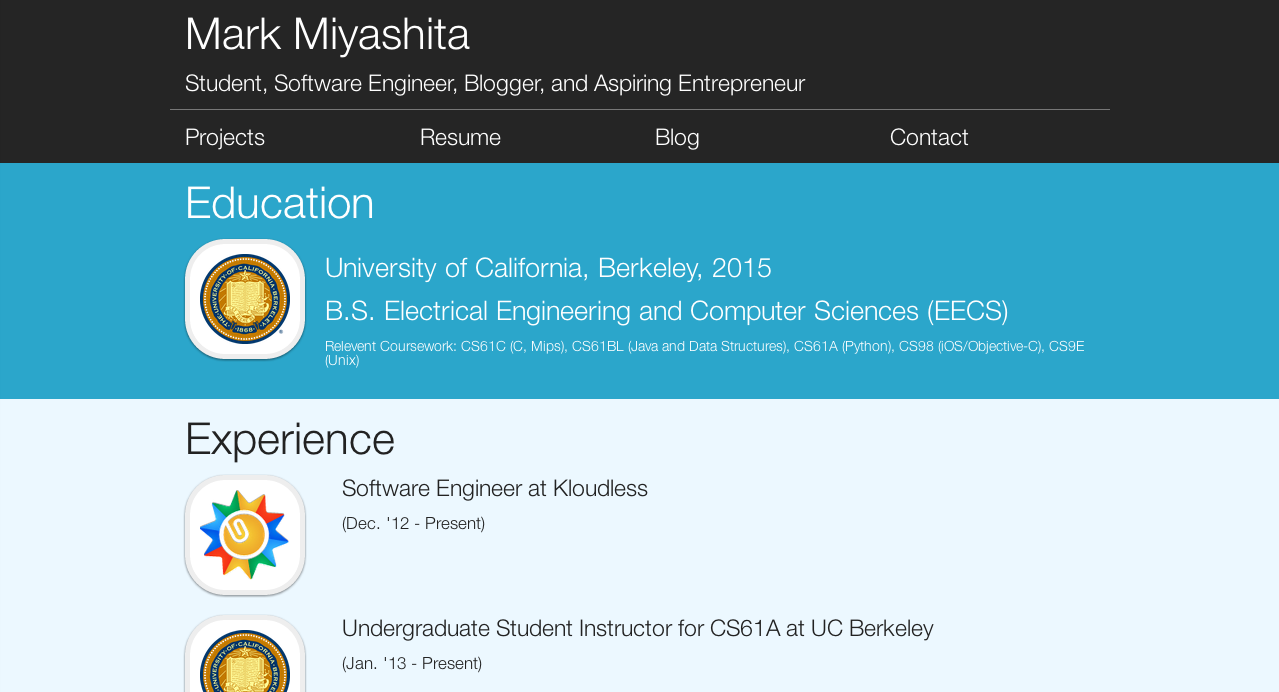 Mark Miyashita
Student, Software Engineer, Blogger, and Aspiring Entrepreneur
Projects Resume Blog Contact
Education
THE·UNIVERSITY·OF·CALIFORNIA·BERKELEY·
·1868·
University of California, Berkeley, 2015
B.S. Electrical Engineering and Computer Sciences (EECS)
Relevent Coursework: CS61C (C, Mips), CS61BL (Java and Data Structures), CS61A (Python), CS98 (iOS/Objective-C), CS9E
(Unix)
Experience
Software Engineer at Kloudless
(Dec. '12 - Present)
Undergraduate Student Instructor for CS61A at UC Berkeley
(Jan. '13 - Present)